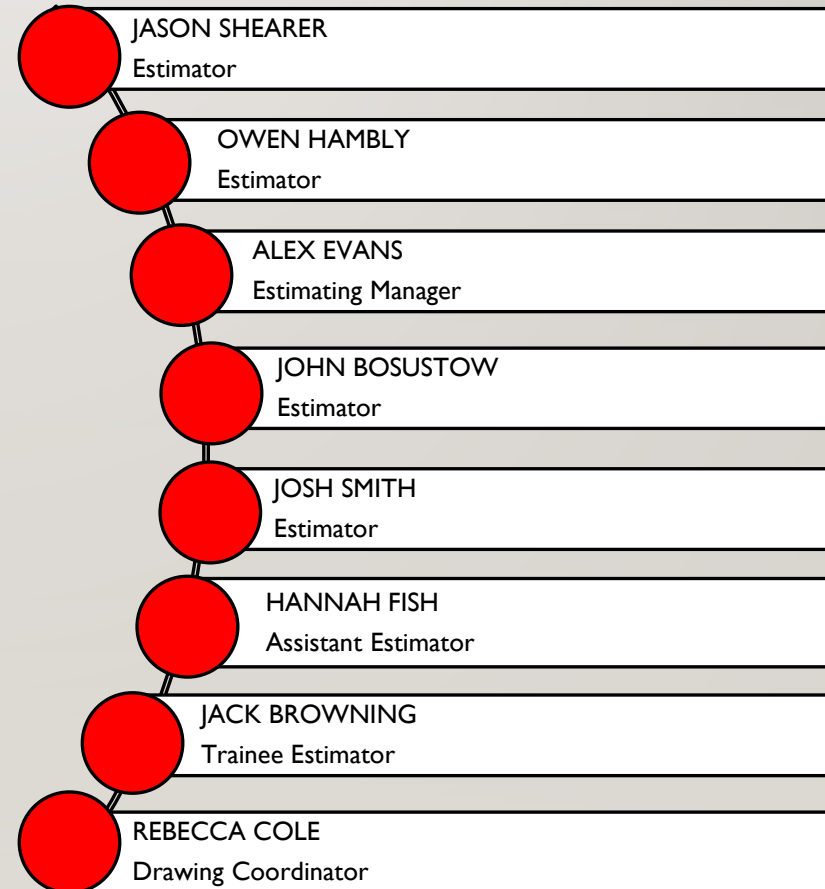 JASON SHEARER
Estimator
OWEN HAMBLY
Estimator
ALEX EVANS
Estimating Manager
JOHN BOSUSTOW
Estimator
JOSH SMITH
Estimator
HANNAH FISH
Assistant Estimator
JACK BROWNING
Trainee Estimator
REBECCA COLE
Drawing Coordinator